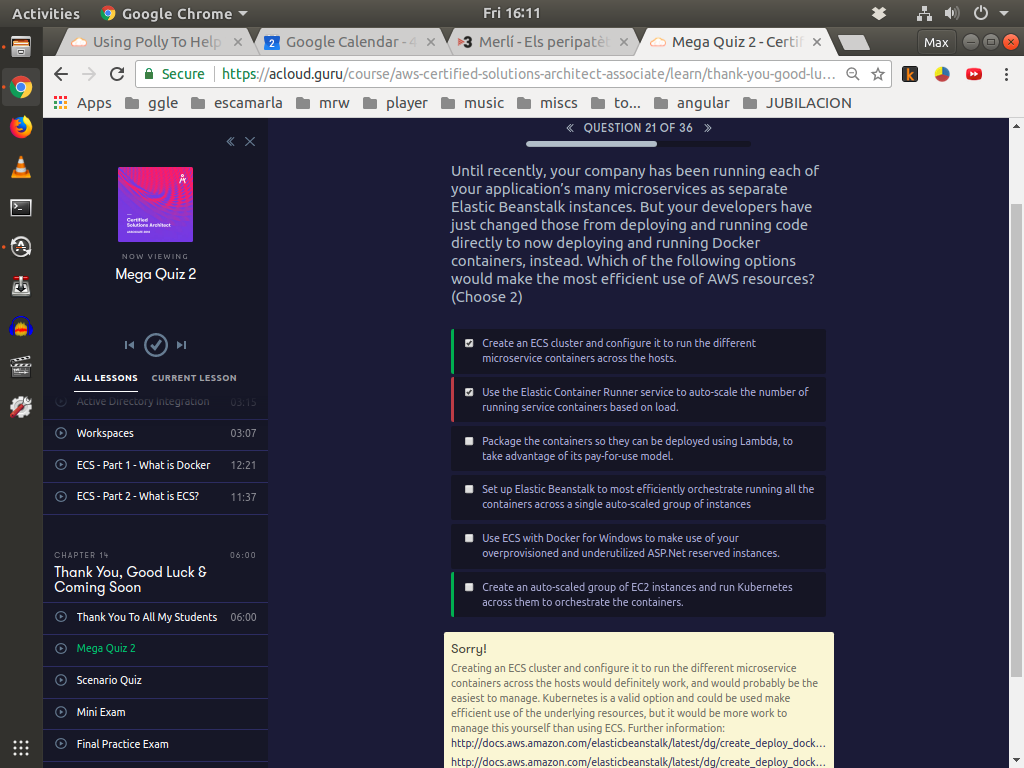 Activities
Google Chrome
Fri 16:11
Using Polly To Help
2
Google Calendar - 4
3
Merlí - Els peripatèt
Mega Quiz 2 - Certif
Max
Secure
https://acloud.guru/course/aws-certified-solutions-architect-associate/learn/thank-you-good-lu...
Apps
ggle
escamarla
mrw
player
music
miscs
to...
angular
JUBILACION
Certified
Solutions Architect
NOW VIEWING
Mega Quiz 2
ALL LESSONS
CURRENT LESSON
Active Directory Integration 03:15
Workspaces 03:07
ECS - Part 1 - What is Docker 12:21
ECS - Part 2 - What is ECS? 11:37
CHAPTER 14 06:00
Thank You, Good Luck &
Coming Soon
Thank You To All My Students 06:00
Mega Quiz 2
Scenario Quiz
Mini Exam
Final Practice Exam
« QUESTION 21 OF 36 »
Until recently, your company has been running each of
your application's many microservices as separate
Elastic Beanstalk instances. But your developers have
just changed those from deploying and running code
directly to now deploying and running Docker
containers, instead. Which of the following options
would make the most efficient use of AWS resources?
(Choose 2)
Create an ECS cluster and configure it to run the different
microservice containers across the hosts.
Use the Elastic Container Runner service to auto-scale the number of
running service containers based on load.
Package the containers so they can be deployed using Lambda, to
take advantage of its pay-for-use model.
Set up Elastic Beanstalk to most efficiently orchestrate running all the
containers across a single auto-scaled group of instances
Use ECS with Docker for Windows to make use of your
overprovisioned and underutilized ASP.Net reserved instances.
Create an auto-scaled group of EC2 instances and run Kubernetes
across them to orchestrate the containers.
Sorry!
Creating an ECS cluster and configure it to run the different microservice
containers across the hosts would definitely work, and would probably be the
easiest to manage. Kubernetes is a valid option and could be used make
efficient use of the underlying resources, but it would be more work to
manage this yourself than using ECS. Further information:
http://docs.aws.amazon.com/elasticbeanstalk/latest/dg/create_deploy_dock...
http://docs.aws.amazon.com/elasticbeanstalk/latest/dg/create_deploy_dock...